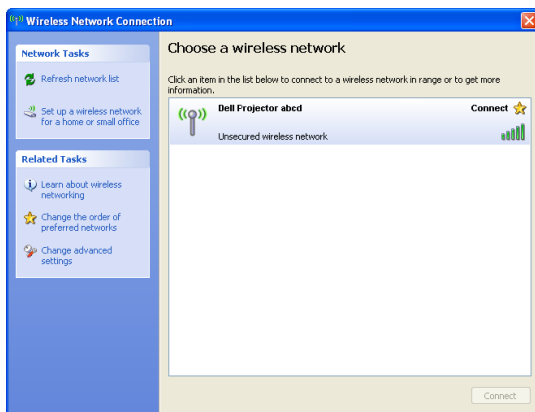 Wireless Network Connection
Network Tasks
Refresh network list
Set up a wireless network
for a home or small office
Related Tasks
Learn about wireless
networking
Change the order of
preferred networks
Change advanced
settings
Choose a wireless network
Click an item in the list below to connect to a wireless network in range or to get more
information.
Dell Projector abcd Connect
Unsecured wireless network
Connect